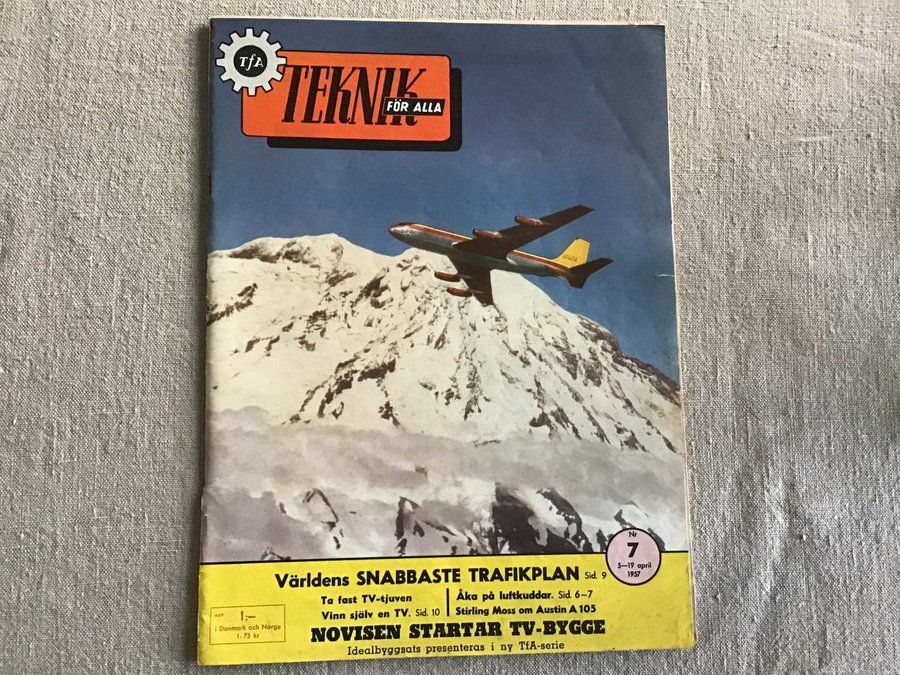 TfA
TEKNIK
FÖR ALLA
Nr
7
5—19 april
1957
Världens SNABBASTE TRAFIKPLAN Sid. 9
Ta fast TV-tjuven
Vinn själv en TV. Sid. 10
Åka på luftkuddar. Sid. 6–7
Stirling Moss om Austin A 105
1:—
i Danmark och Norge
1:75 kr
NOVISEN STARTAR TV-BYGGE
Idealbyggsats presenteras i ny TfA-serie